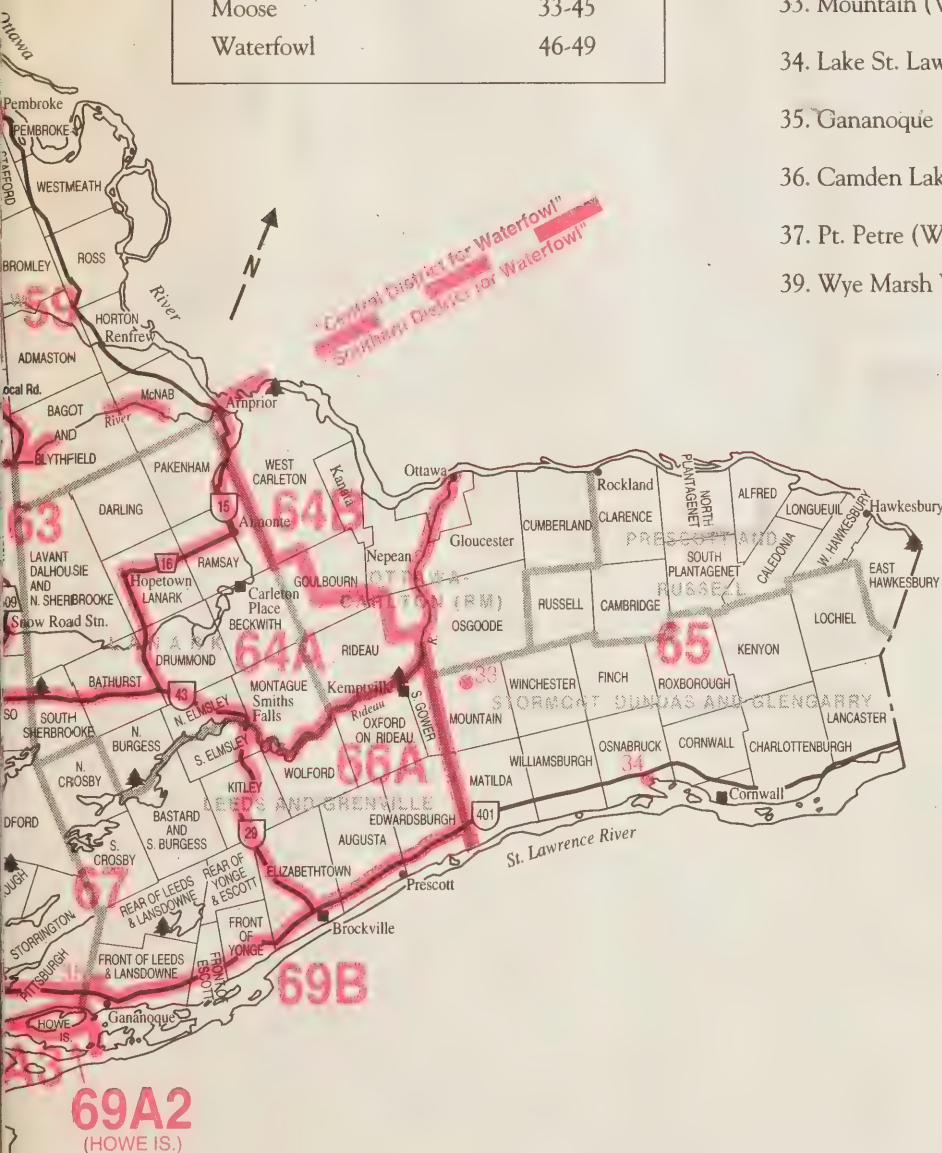 Moose 33-45
Waterfowl 46-49
33. Mountain (
34. Lake St. Law
35. Gananoque
36. Camden Lak
37. Pt. Petre (W
39. Wye Marsh
Ottawa
Pembroke
PEMBROKE
STAFFORD
WESTMEATH
BROMLEY
ROSS
River
N
"Central District for Waterfowl"
Southern District for Waterfowl"
59
HORTON
Renfrew
ADMASTON
ocal Rd.
McNAB
Arnprior
BAGOT
AND
BLYTHFIELD
River
PAKENHAM
WEST
CARLETON
Kanata
Ottawa
Rockland
NORTH
PLANTAGENET
ALFRED
LONGUEUIL
Hawkesbury
W. HAWKESBURY
CALEDONIA
63
DARLING
15
Almonte
64B
Nepean
Gloucester
CUMBERLAND
CLARENCE
PRESCOTT AND
RUSSELL
SOUTH
PLANTAGENET
EAST
HAWKESBURY
LAVANT
DALHOUSIE
AND
N. SHERBROOKE
16
RAMSAY
Hopetown
LANARK
Carleton
Place
BECKWITH
GOULBOURN
OTTAWA-
CARLTON (RM)
OSGOODE
RUSSELL
CAMBRIDGE
LOCHIEL
09
Snow Road Stn.
LANARK
DRUMMOND
64A
RIDEAU
R.
65
KENYON
BATHURST
43
MONTAGUE
Smiths
Falls
Kemptville
S. GOWER
33
WINCHESTER
FINCH
ROXBOROUGH
STORMONT DUNDAS AND GLENGARRY
SO
SOUTH
SHERBROOKE
N.
BURGESS
N. ELMSLEY
S. ELMSLEY
Rideau
OXFORD
ON RIDEAU
MOUNTAIN
LANCASTER
N.
CROSBY
KITLEY
WOLFORD
66A
WILLIAMSBURGH
OSNABRUCK
34
CORNWALL
CHARLOTTENBURGH
Cornwall
MATILDA
LEEDS AND GRENVILLE
EDWARDSBURGH
401
DFORD
BASTARD
AND
S. BURGESS
29
AUGUSTA
St. Lawrence River
S.
CROSBY
67
ELIZABETHTOWN
Prescott
OUGH
REAR OF LEEDS
& LANSDOWNE
REAR OF
YONGE
& ESCOTT
STORRINGTON
Brockville
FRONT
OF
YONGE
PITTSBURGH
FRONT OF LEEDS
& LANSDOWNE
FRONT OF
ESCOTT
69B
Gananoque
HOWE
IS.
A3
69A2
(HOWE IS.)